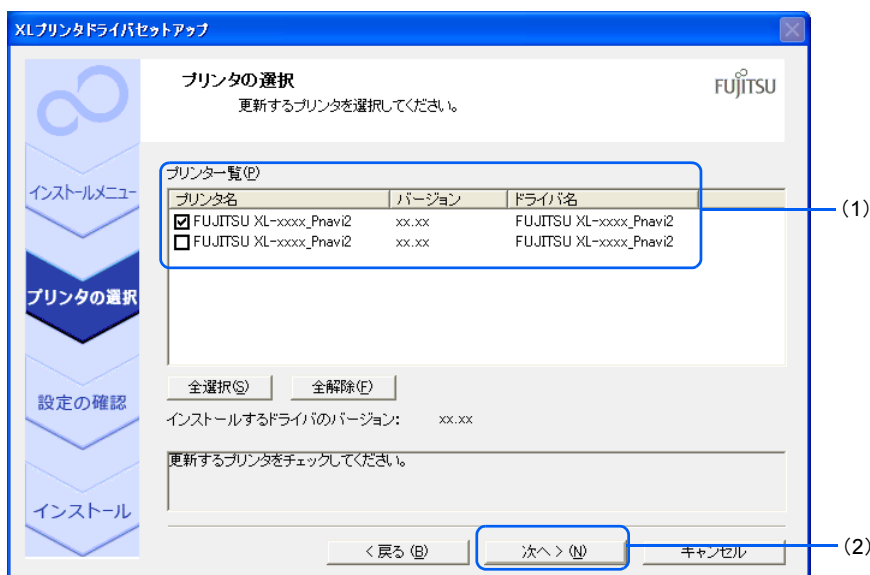 XLプリンタドライバセットアップ
プリンタの選択
更新するプリンタを選択してください。
FUJITSU
インストールメニュー
プリンタの選択
設定の確認
インストール
プリンタ一覧(P)
プリンタ名 バージョン ドライバ名
FUJITSU XL-xxxx_Pnavi2 xx.xx FUJITSU XL-xxxx_Pnavi2
FUJITSU XL-xxxx_Pnavi2 xx.xx FUJITSU XL-xxxx_Pnavi2
(1)
全選択(S) 全解除(F)
インストールするドライバのバージョン: xx.xx
更新するプリンタをチェックしてください。
< 戻る (B) 次へ > (N) キャンセル
(2)